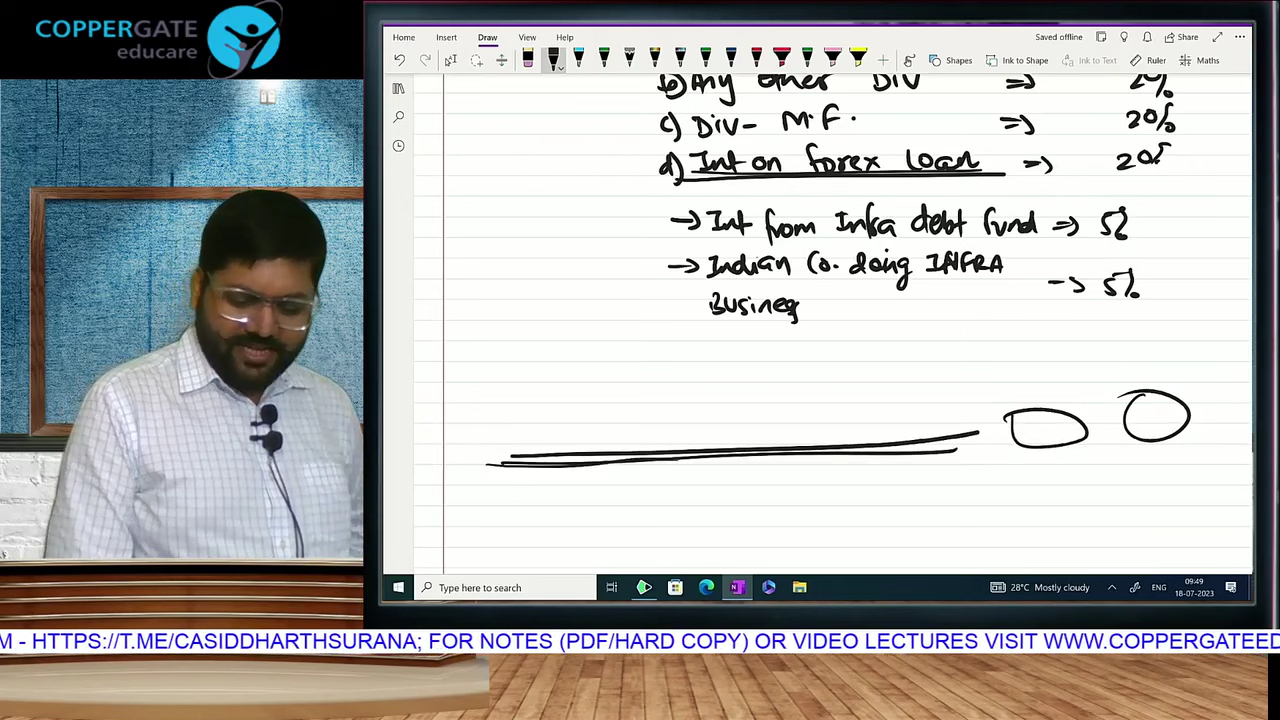 COPPERGATE
educare
Home Insert Draw View Help
Saved offline Share
Shapes Ink to Shape Ink to Text Ruler Maths
b) Any other DIV => 20%
c) DIV - M.F. => 20%
d) Int on forex loan => 20%
→ Int from Infra debt fund => 5%
→ Indian Co. doing INFRA
Business -> 5%
Type here to search
28°C Mostly cloudy
ENG
09:49
18-07-2023
M - HTTPS://T.ME/CASIDDHARTHSURANA; FOR NOTES (PDF/HARD COPY) OR VIDEO LECTURES VISIT WWW.COPPERGATEED